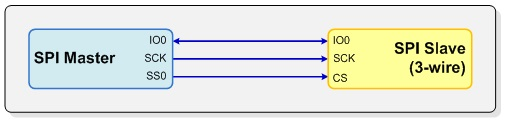 SPI Master
IO0
SCK
SS0
IO0
SCK
CS
SPI Slave
(3-wire)